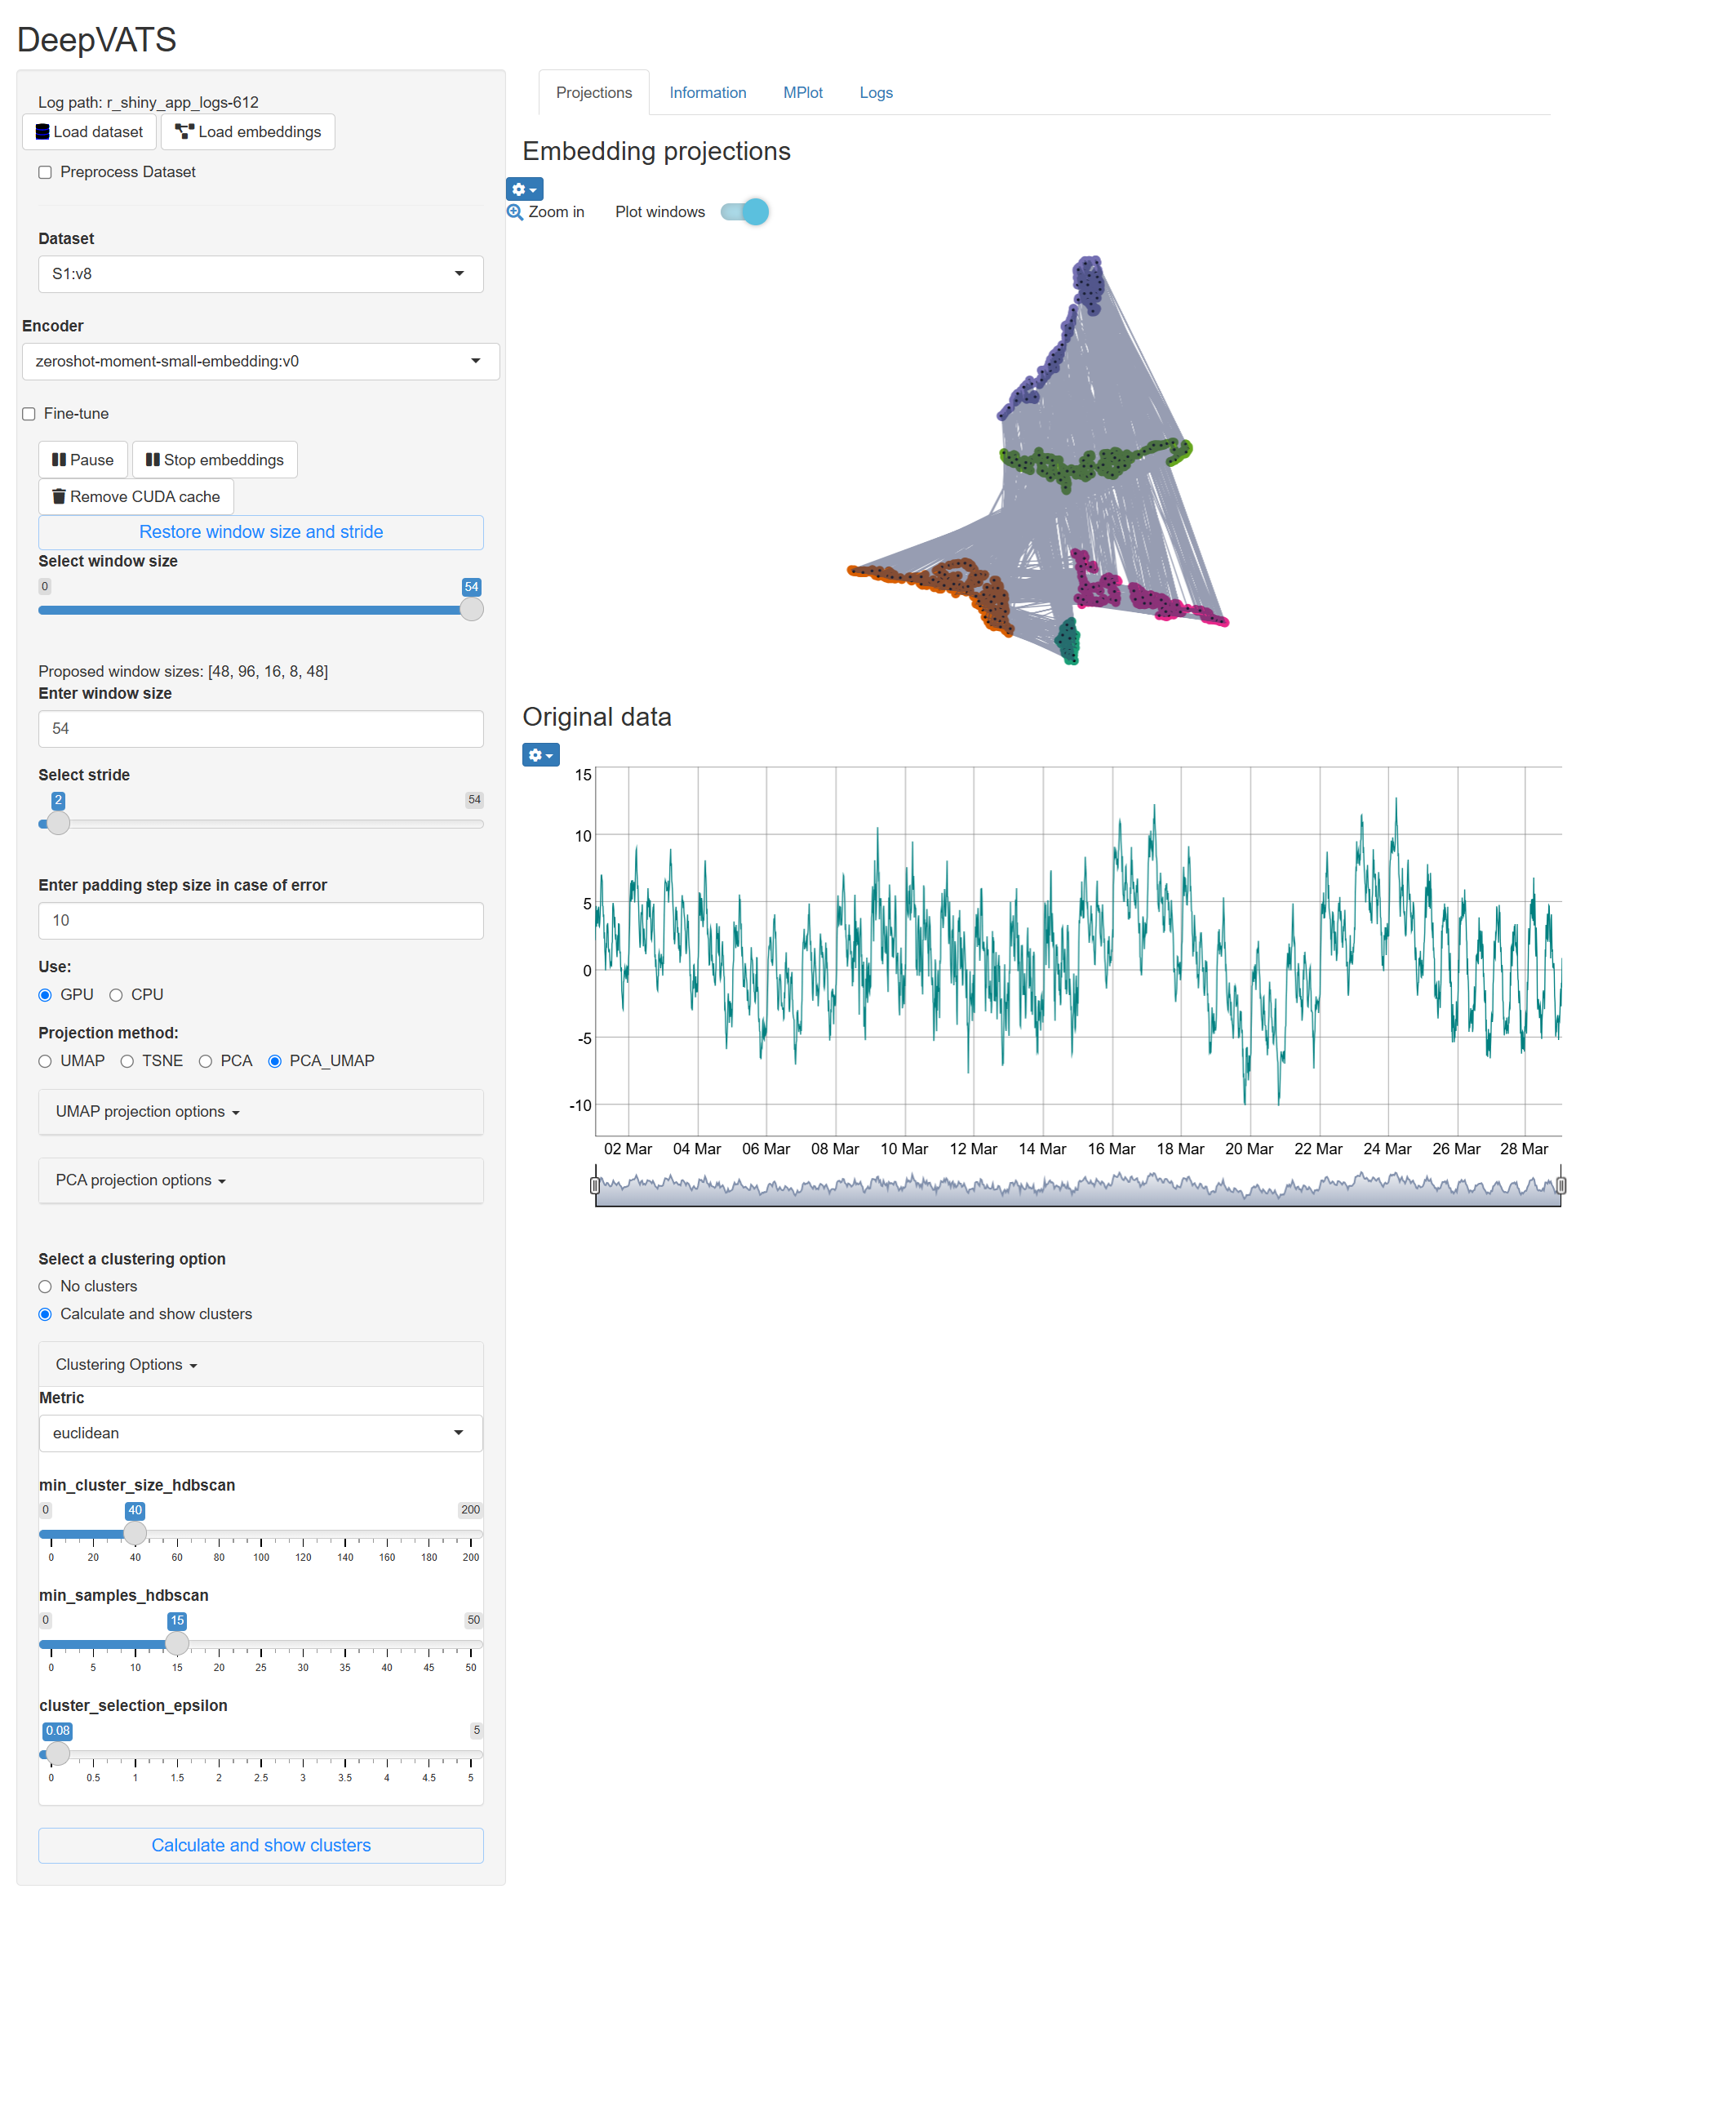 DeepVATS
Log path: r_shiny_app_logs-612
Load dataset Load embeddings
Preprocess Dataset
Dataset
S1:v8
Encoder
zeroshot-moment-small-embedding:v0
Fine-tune
Pause Stop embeddings
Remove CUDA cache
Restore window size and stride
Select window size
0 54
Proposed window sizes: [48, 96, 16, 8, 48]
Enter window size
54
Select stride
2 54
Enter padding step size in case of error
10
Use:
GPU CPU
Projection method:
UMAP TSNE PCA PCA_UMAP
UMAP projection options
PCA projection options
Select a clustering option
No clusters
Calculate and show clusters
Clustering Options
Metric
euclidean
min_cluster_size_hdbscan
0 40 200
0 20 40 60 80 100 120 140 160 180 200
min_samples_hdbscan
0 15 50
0 5 10 15 20 25 30 35 40 45 50
cluster_selection_epsilon
0.08 5
0 0.5 1 1.5 2 2.5 3 3.5 4 4.5 5
Calculate and show clusters
Projections Information MPlot Logs
Embedding projections
Zoom in Plot windows
Original data
15
10
5
0
-5
-10
02 Mar 04 Mar 06 Mar 08 Mar 10 Mar 12 Mar 14 Mar 16 Mar 18 Mar 20 Mar 22 Mar 24 Mar 26 Mar 28 Mar